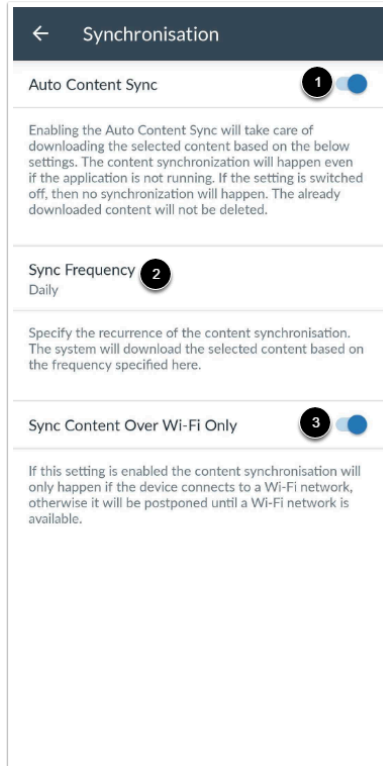 Synchronisation
Auto Content Sync 1
Enabling the Auto Content Sync will take care of
downloading the selected content based on the below
settings. The content synchronization will happen even
if the application is not running. If the setting is switched
off, then no synchronization will happen. The already
downloaded content will not be deleted.
Sync Frequency 2
Daily
Specify the recurrence of the content synchronisation.
The system will download the selected content based on
the frequency specified here.
Sync Content Over Wi-Fi Only 3
If this setting is enabled the content synchronisation will
only happen if the device connects to a Wi-Fi network,
otherwise it will be postponed until a Wi-Fi network is
available.